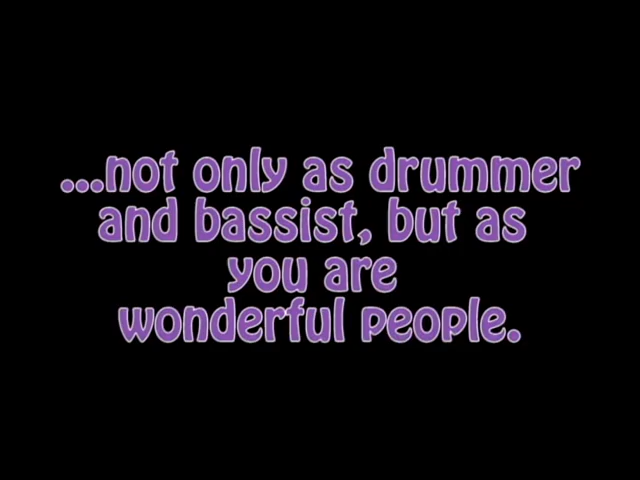 ...not only as drummer
and bassist, but as
you are
wonderful people.